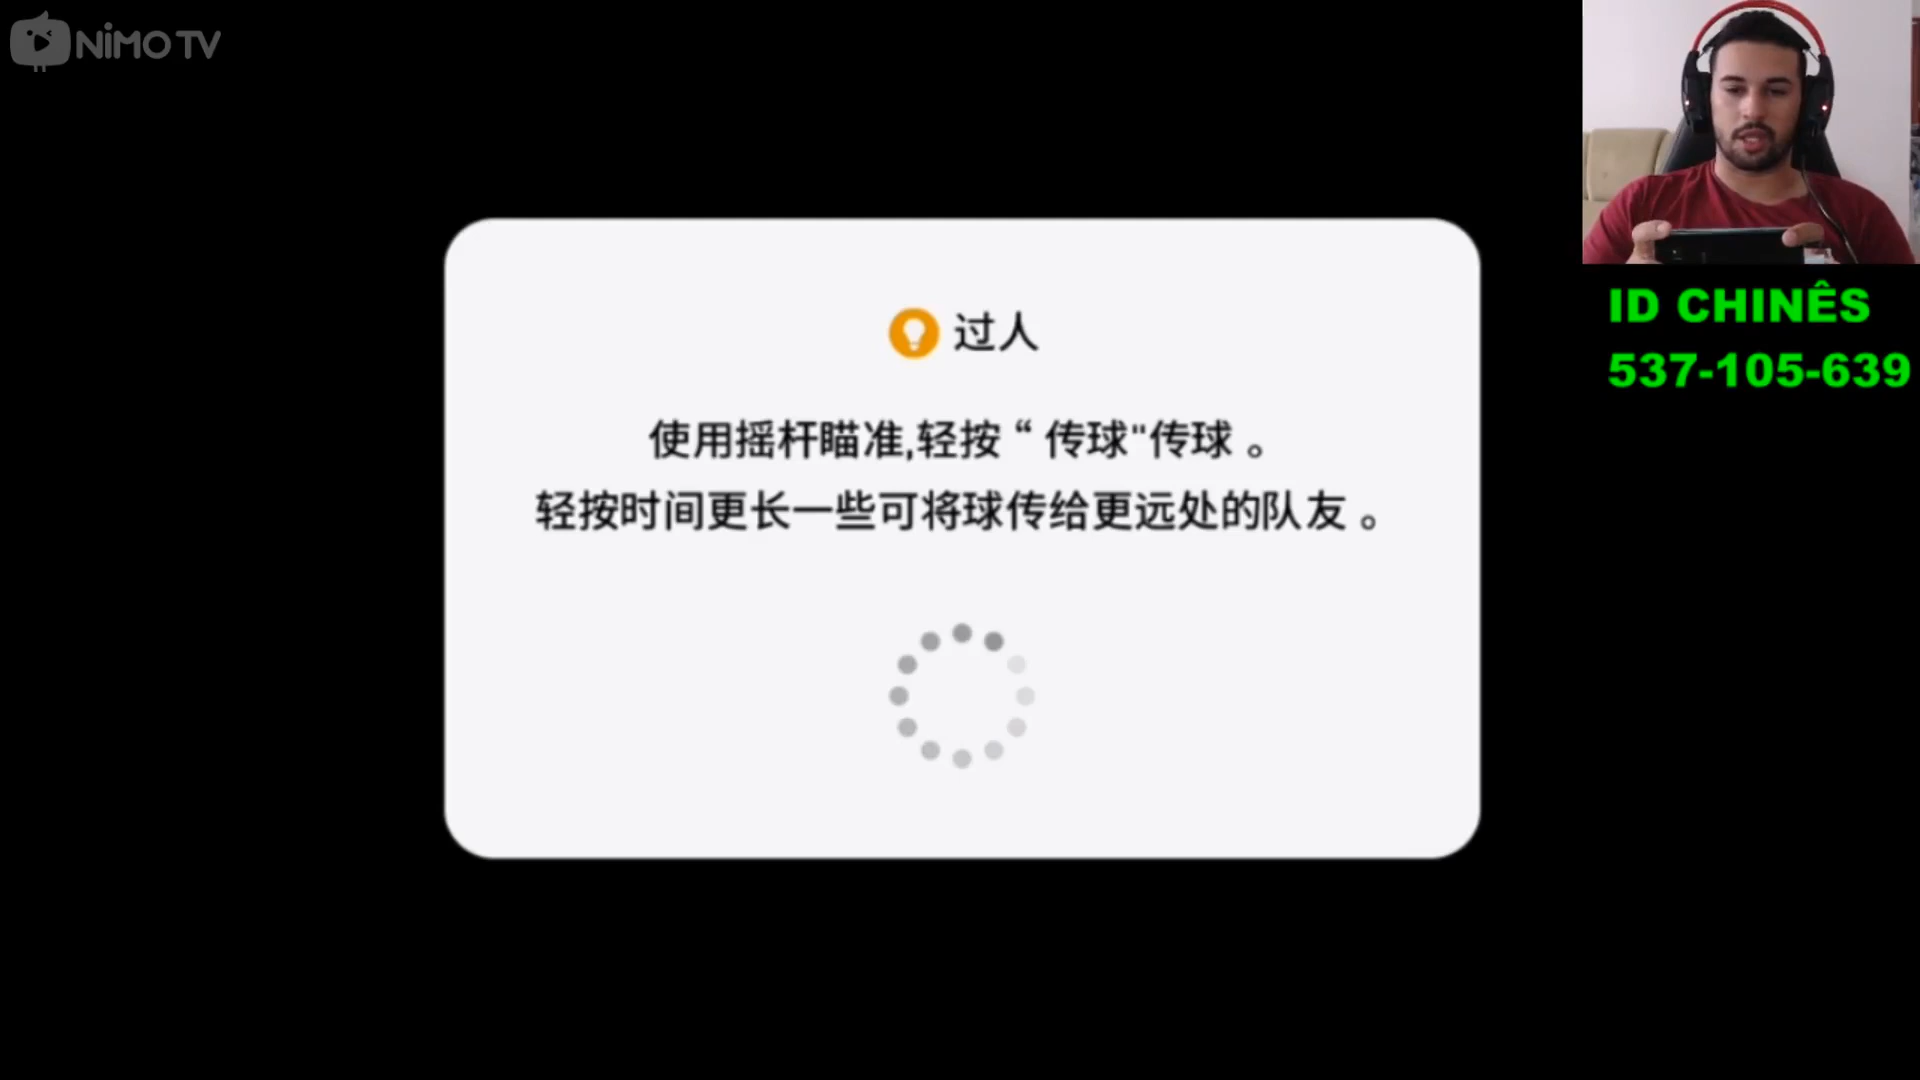 NIMO TV
过人
使用摇杆瞄准,轻按“传球"传球。
轻按时间更长一些可将球传给更远处的队友。
ID CHINÊS
537-105-639